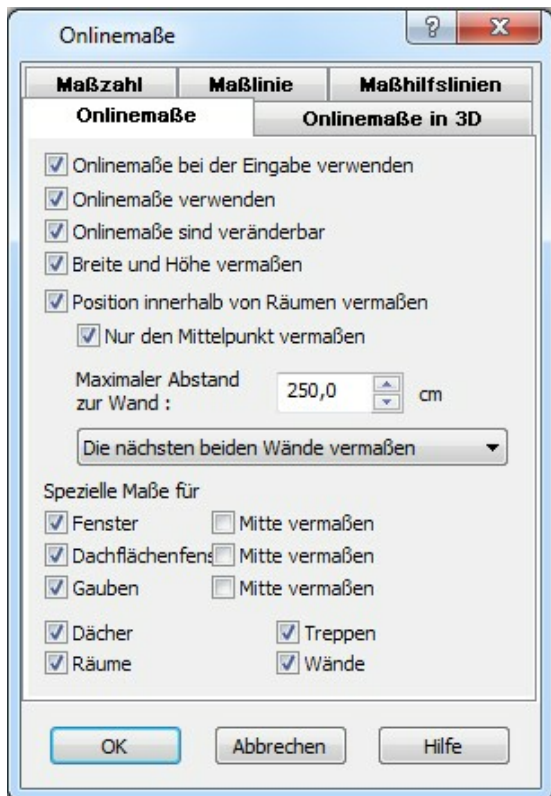 Onlinemaße
Maßzahl Maßlinie Maßhilfslinien
Onlinemaße Onlinemaße in 3D
Onlinemaße bei der Eingabe verwenden
Onlinemaße verwenden
Onlinemaße sind veränderbar
Breite und Höhe vermaßen
Position innerhalb von Räumen vermaßen
Nur den Mittelpunkt vermaßen
Maximaler Abstand
zur Wand : 250,0 cm
Die nächsten beiden Wände vermaßen
Spezielle Maße für
Fenster Mitte vermaßen
Dachflächenfens Mitte vermaßen
Gauben Mitte vermaßen
Dächer Treppen
Räume Wände
OK Abbrechen Hilfe